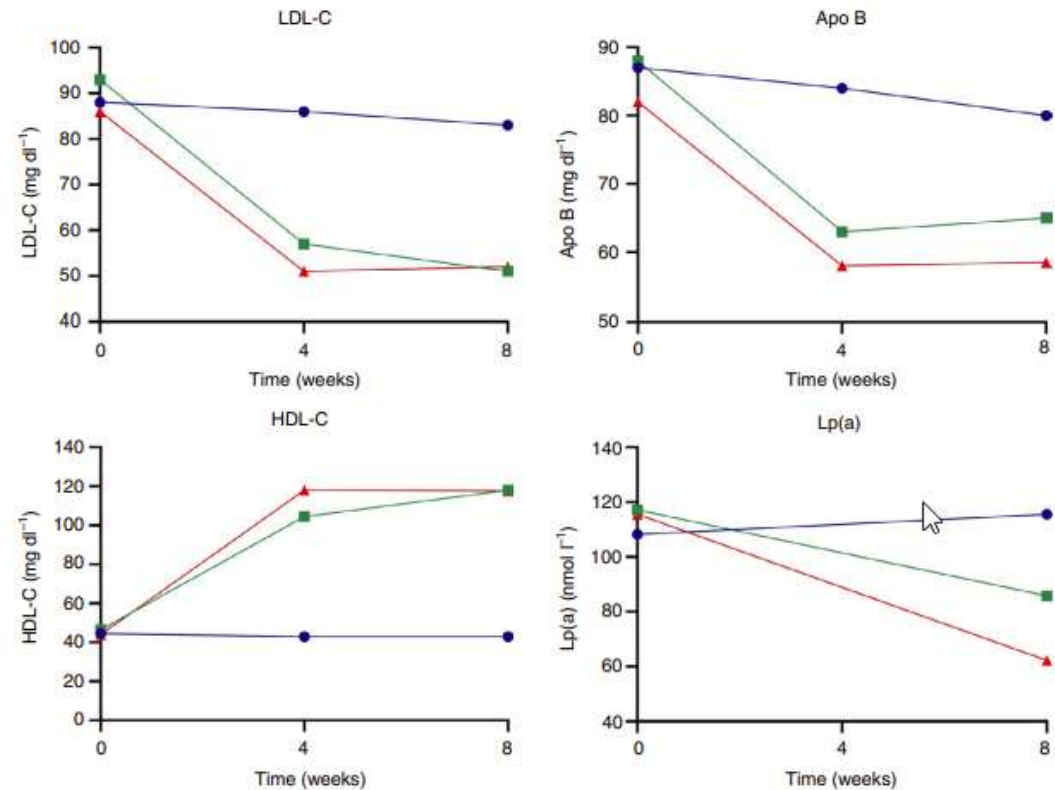 LDL-C
100
90
80
70
60
50
40
LDL-C (mg dl⁻¹)
0 4 8
Time (weeks)
Apo B
90
80
70
60
50
Apo B (mg dl⁻¹)
0 4 8
Time (weeks)
HDL-C
140
120
100
80
60
40
20
0
HDL-C (mg dl⁻¹)
0 4 8
Time (weeks)
Lp(a)
140
120
100
80
60
40
Lp(a) (nmol l⁻¹)
0 4 8
Time (weeks)